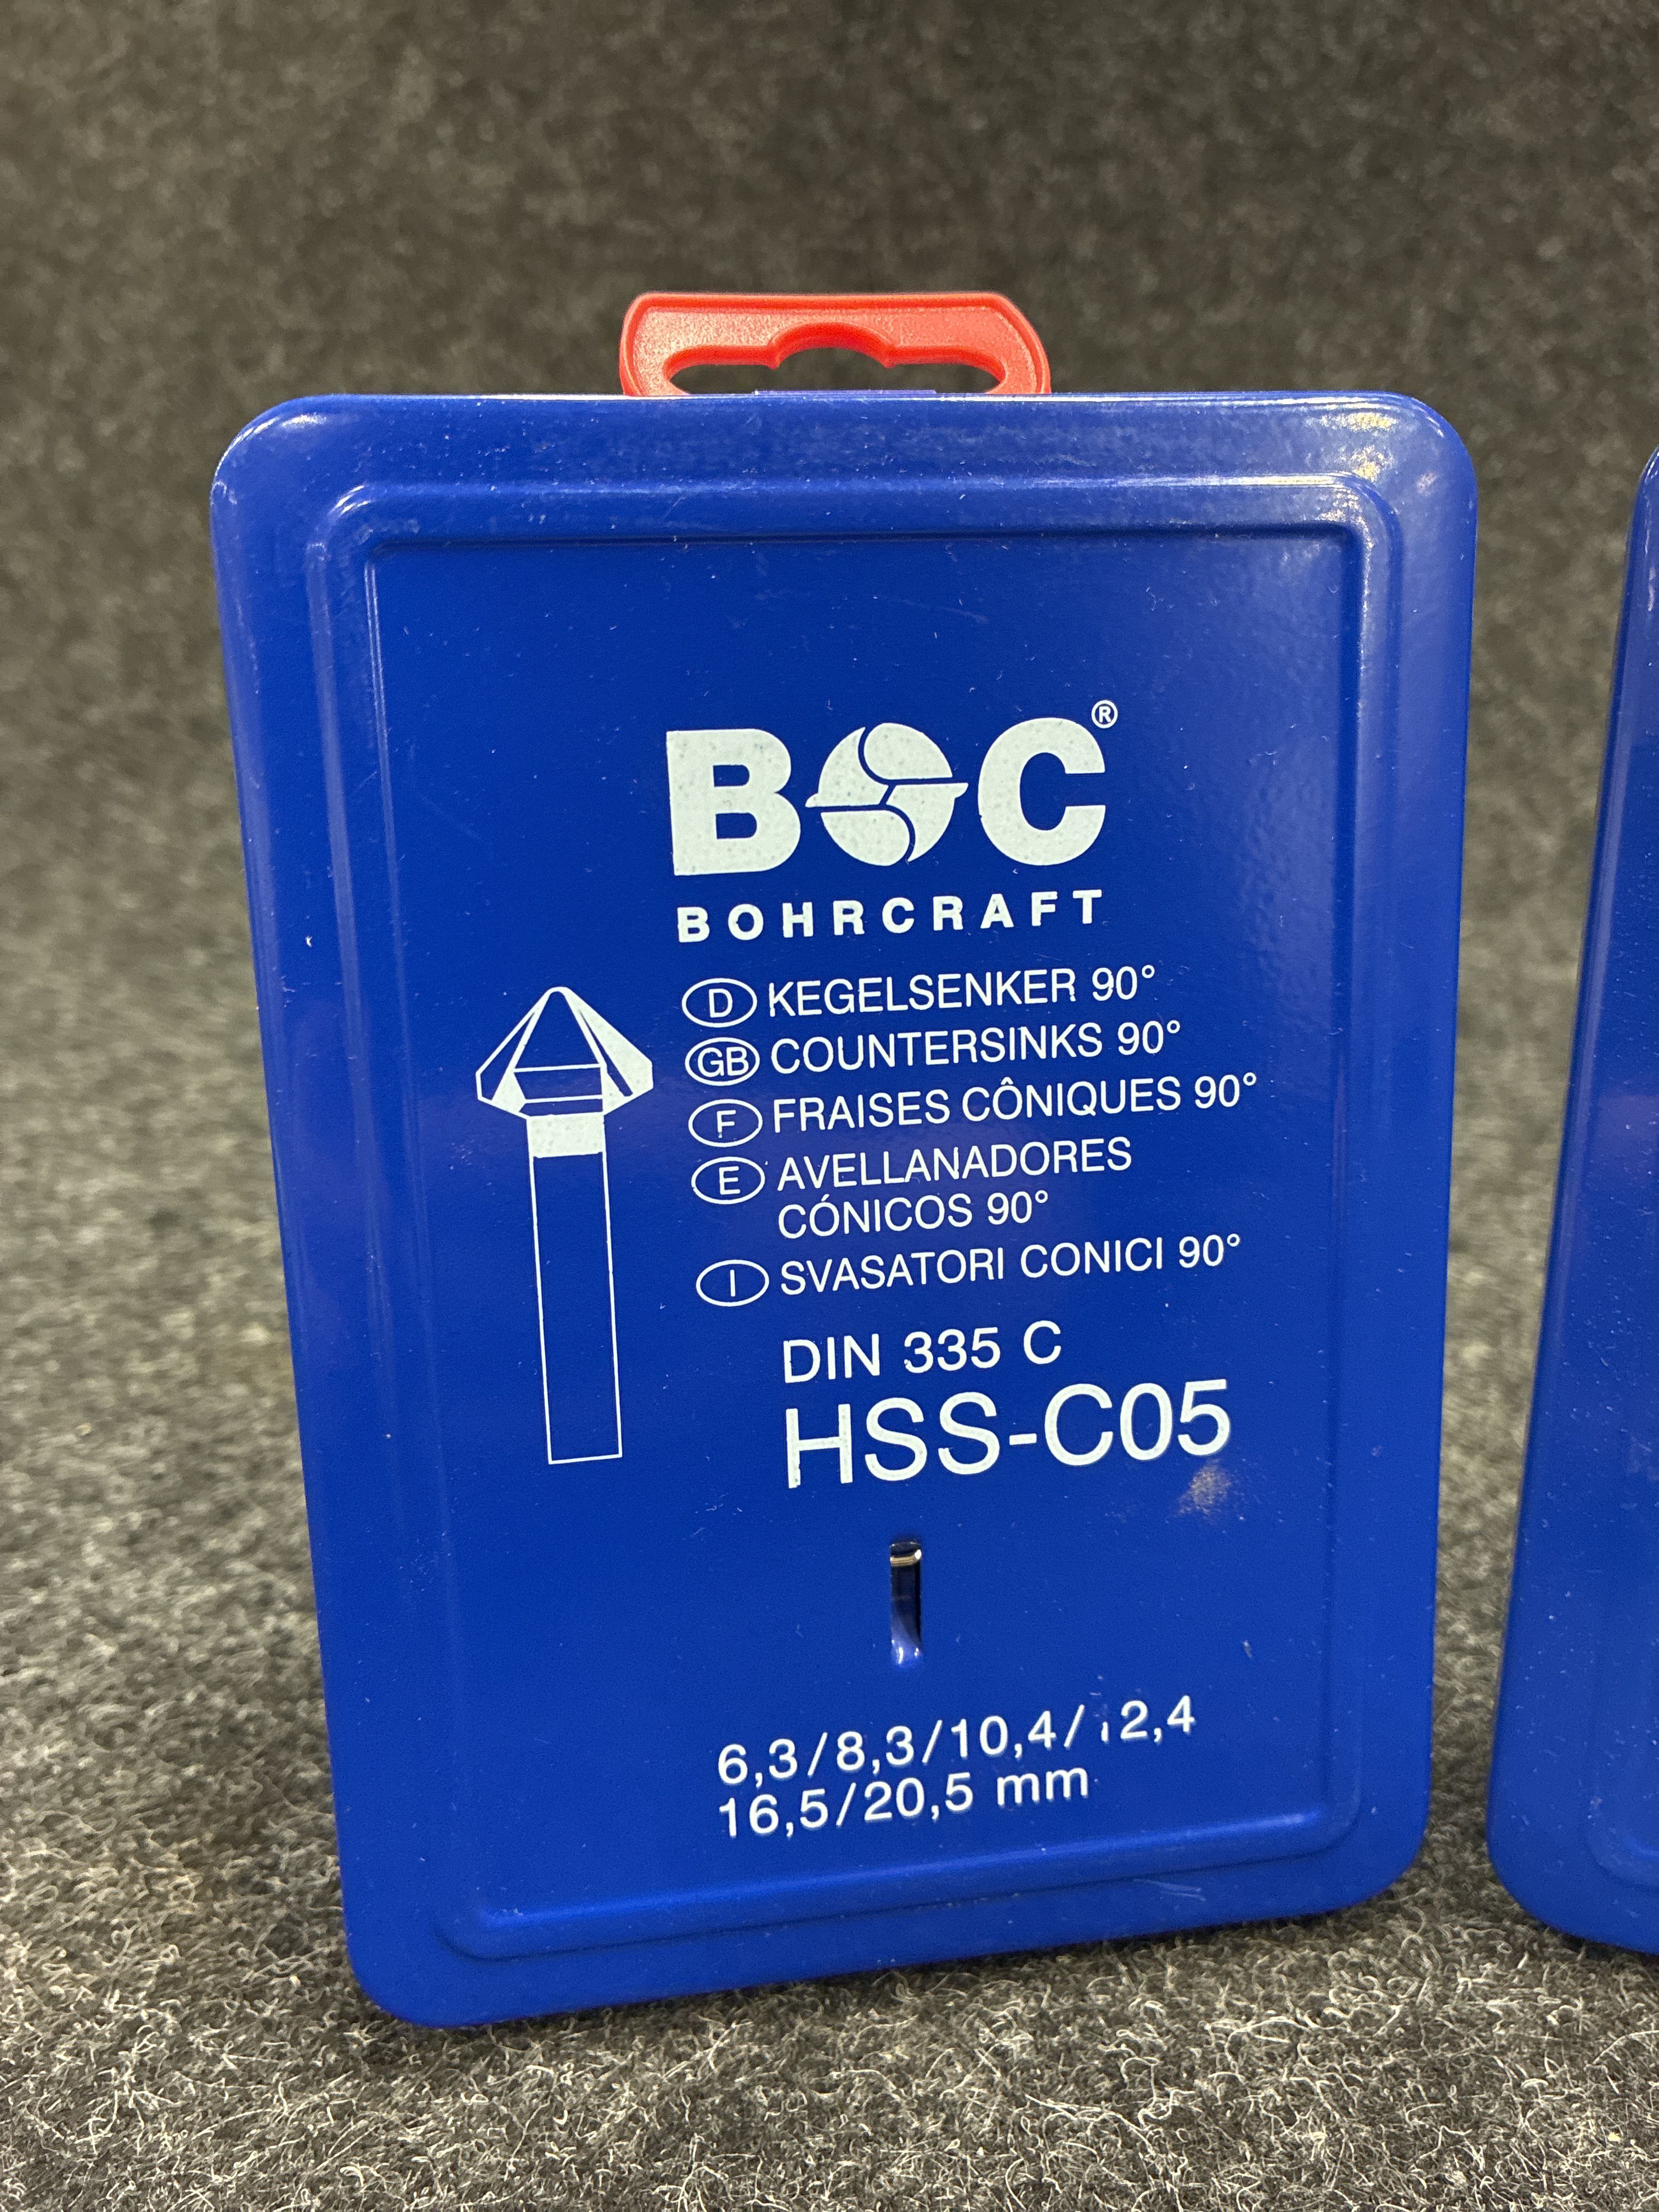 BOC®
BOHRCRAFT
D KEGELSENKER 90°
GB COUNTERSINKS 90°
F FRAISES CÔNIQUES 90°
E AVELLANADORES
CÓNICOS 90°
I SVASATORI CONICI 90°
DIN 335 C
HSS-C05
6,3/8,3/10,4/12,4
16,5/20,5 mm